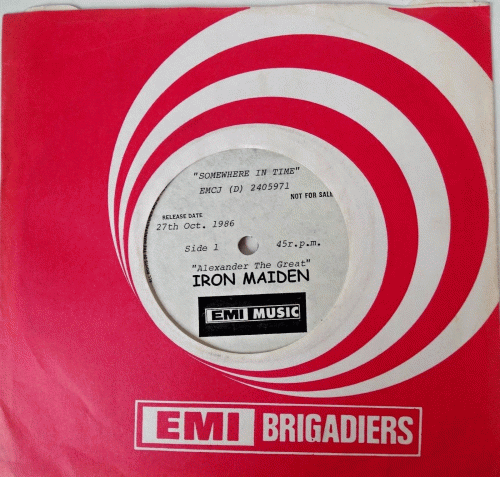 "SOMEWHERE IN TIME"
EMCJ (D) 2405971
NOT FOR SALE
RELEASE DATE
27th Oct. 1986
Side 1 45r.p.m.
"Alexander The Great"
IRON MAIDEN
EMI MUSIC
EMI BRIGADIERS